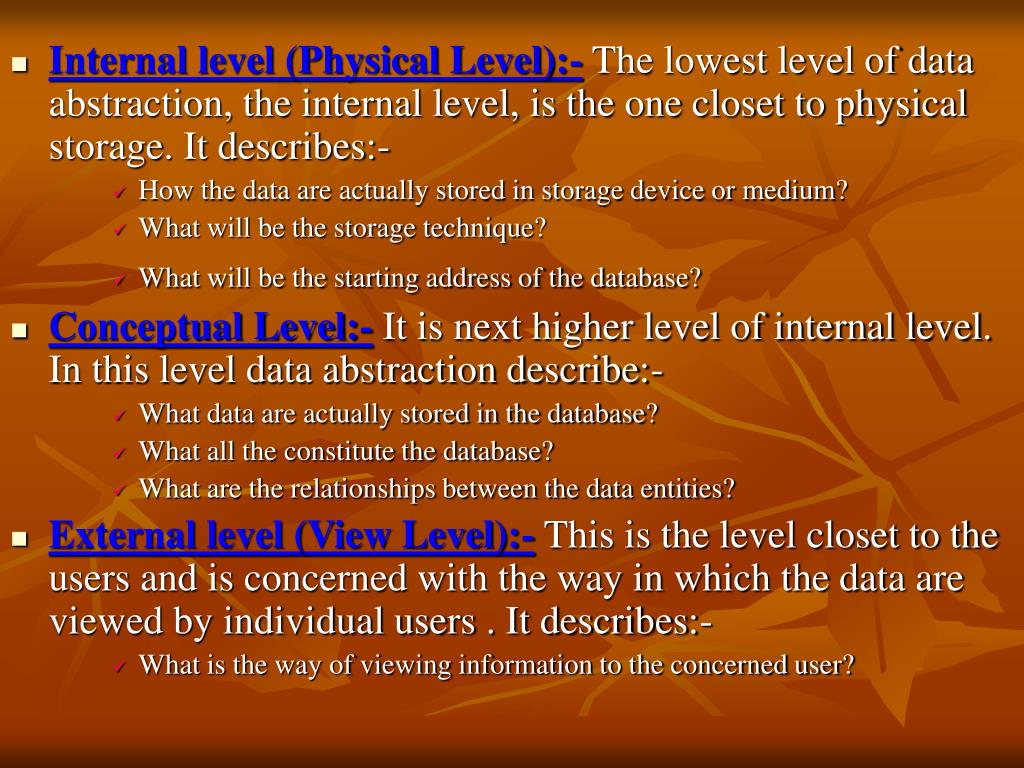 Internal level (Physical Level):- The lowest level of data
abstraction, the internal level, is the one closet to physical
storage. It describes:-
How the data are actually stored in storage device or medium?
What will be the storage technique?
What will be the starting address of the database?
Conceptual Level:- It is next higher level of internal level.
In this level data abstraction describe:-
What data are actually stored in the database?
What all the constitute the database?
What are the relationships between the data entities?
External level (View Level):- This is the level closet to the
users and is concerned with the way in which the data are
viewed by individual users . It describes:-
What is the way of viewing information to the concerned user?